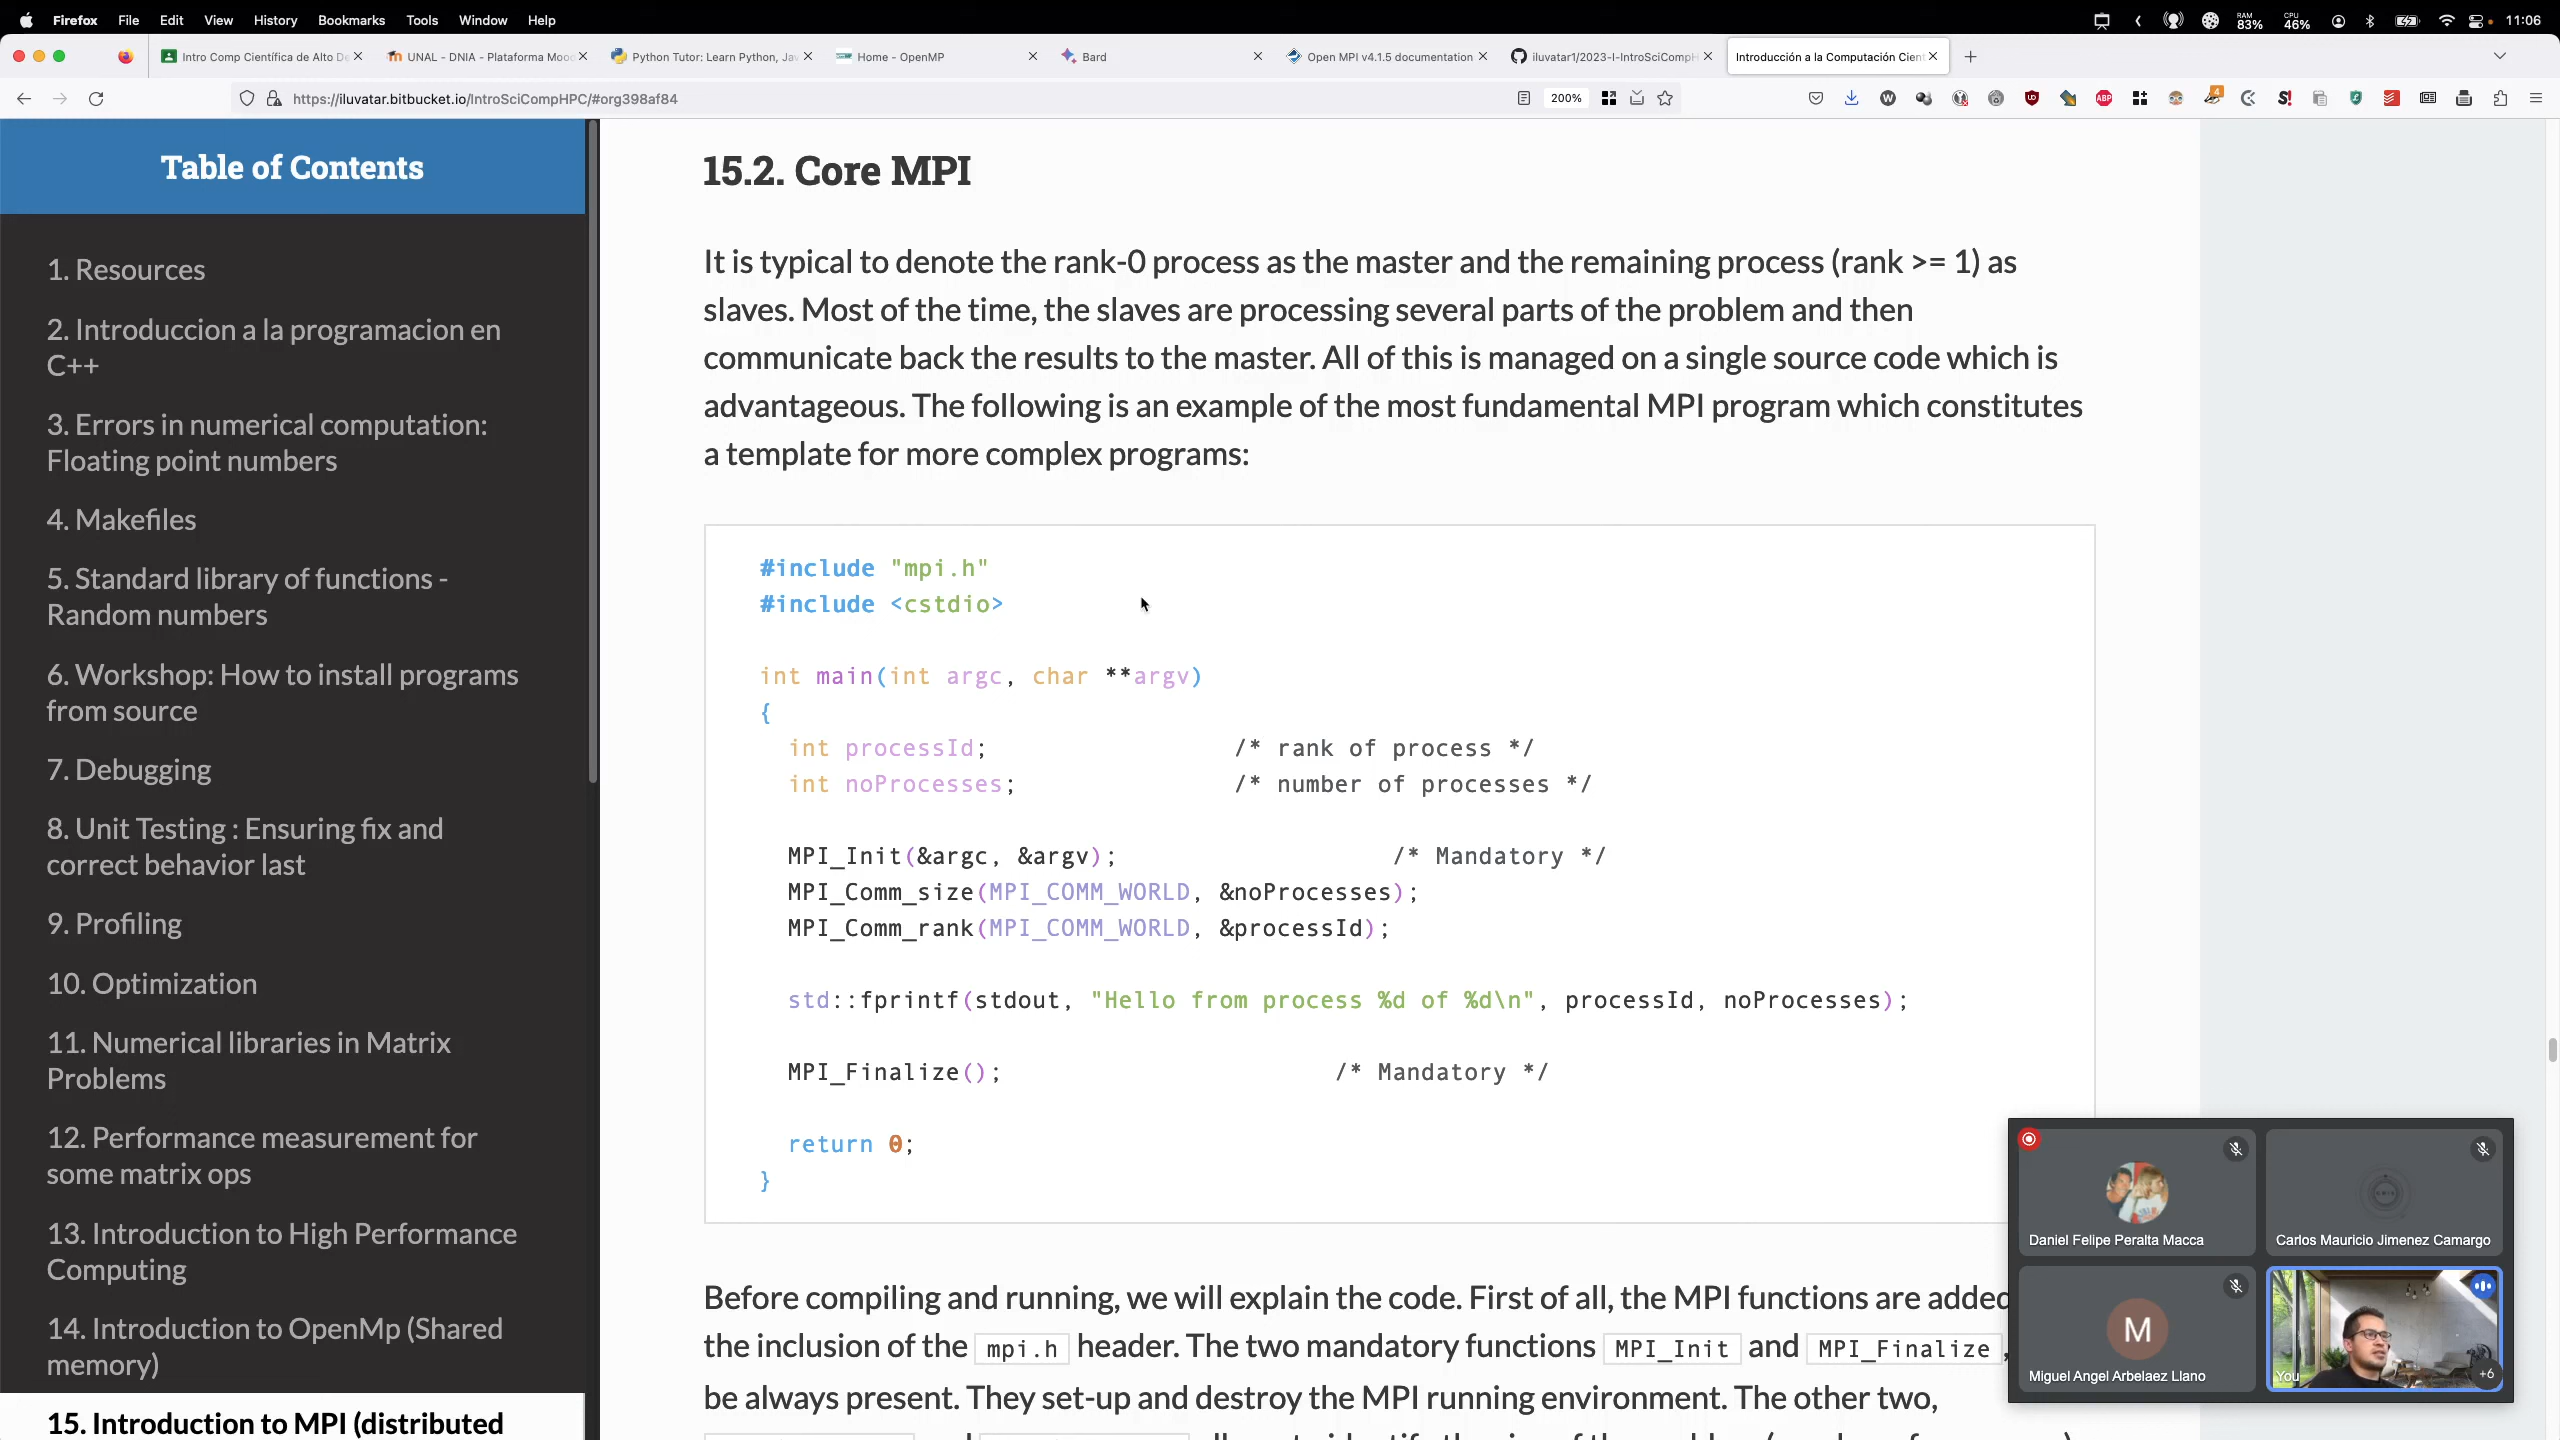 Firefox File Edit View History Bookmarks Tools Window Help
RAM 83% CPU 46% 11:06
Intro Comp Científica de Alto De
UNAL - DNIA - Plataforma Mood
Python Tutor: Learn Python, Jav
Home - OpenMP
Bard
Open MPI v4.1.5 documentation
iluvatar1/2023-I-IntroSciCompH
Introducción a la Computación Cient
https://iluvatar.bitbucket.io/IntroSciCompHPC/#org398af84
200%
ABP
4
Table of Contents
1. Resources
2. Introduccion a la programacion en
C++
3. Errors in numerical computation:
Floating point numbers
4. Makefiles
5. Standard library of functions -
Random numbers
6. Workshop: How to install programs
from source
7. Debugging
8. Unit Testing : Ensuring fix and
correct behavior last
9. Profiling
10. Optimization
11. Numerical libraries in Matrix
Problems
12. Performance measurement for
some matrix ops
13. Introduction to High Performance
Computing
14. Introduction to OpenMp (Shared
memory)
15. Introduction to MPI (distributed
15.2. Core MPI
It is typical to denote the rank-0 process as the master and the remaining process (rank >= 1) as
slaves. Most of the time, the slaves are processing several parts of the problem and then
communicate back the results to the master. All of this is managed on a single source code which is
advantageous. The following is an example of the most fundamental MPI program which constitutes
a template for more complex programs:
#include "mpi.h"
#include <cstdio>
int main(int argc, char **argv)
{
int processId; /* rank of process */
int noProcesses; /* number of processes */
MPI_Init(&argc, &argv); /* Mandatory */
MPI_Comm_size(MPI_COMM_WORLD, &noProcesses);
MPI_Comm_rank(MPI_COMM_WORLD, &processId);
std::fprintf(stdout, "Hello from process %d of %d\n", processId, noProcesses);
MPI_Finalize(); /* Mandatory */
return 0;
}
Before compiling and running, we will explain the code. First of all, the MPI functions are added
the inclusion of the mpi.h header. The two mandatory functions MPI_Init and MPI_Finalize,
be always present. They set-up and destroy the MPI running environment. The other two,
Daniel Felipe Peralta Macca
Carlos Mauricio Jimenez Camargo
M
Miguel Angel Arbelaez Llano
You
+6